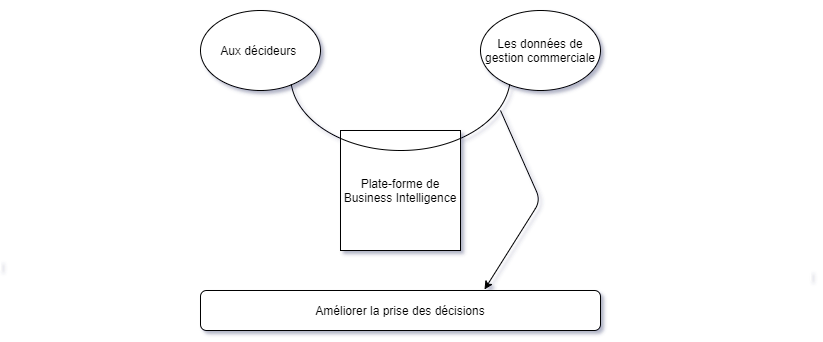 Aux décideurs
Les données de
gestion commerciale
Plate-forme de
Business Intelligence
Améliorer la prise des décisions